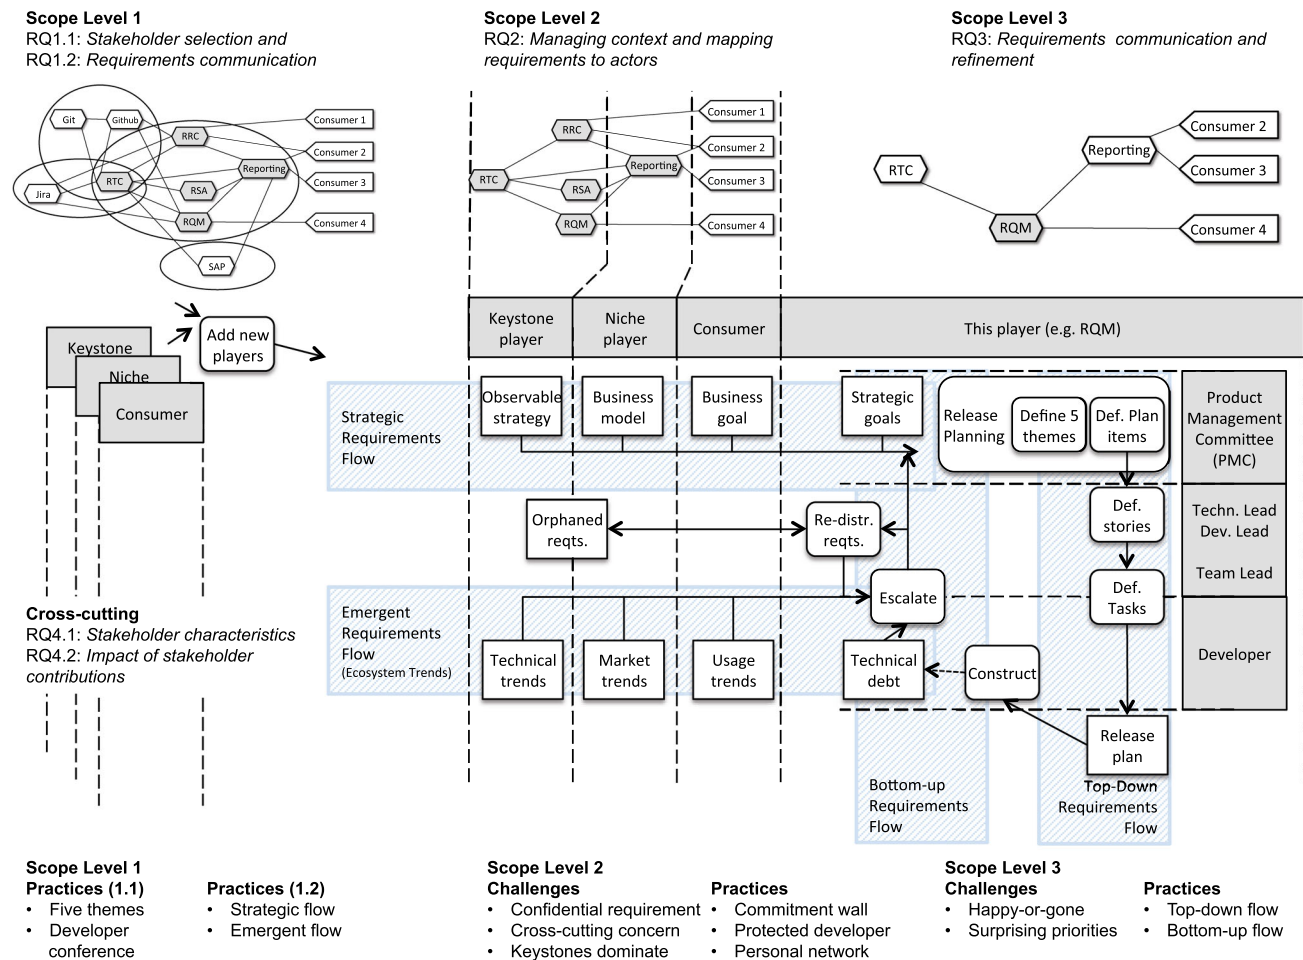 Scope Level 1
RQ1.1: Stakeholder selection and
RQ1.2: Requirements communication
Scope Level 2
RQ2: Managing context and mapping
requirements to actors
Scope Level 3
RQ3: Requirements communication and
refinement
Git
Github
RRC
RTC
RSA
Reporting
Jira
RQM
SAP
Consumer 1
Consumer 2
Consumer 3
Consumer 4
RRC
RTC
RSA
Reporting
RQM
Consumer 1
Consumer 2
Consumer 3
Consumer 4
RTC
Reporting
RQM
Consumer 2
Consumer 3
Consumer 4
Keystone
Niche
Consumer
Add new
players
Keystone
player
Niche
player
Consumer
This player (e.g. RQM)
Strategic
Requirements
Flow
Observable
strategy
Business
model
Business
goal
Strategic
goals
Release
Planning
Define 5
themes
Def. Plan
items
Product
Management
Committee
(PMC)
Orphaned
reqts.
Re-distr.
reqts.
Def.
stories
Techn. Lead
Dev. Lead
Team Lead
Escalate
Def.
Tasks
Emergent
Requirements
Flow
(Ecosystem Trends)
Technical
trends
Market
trends
Usage
trends
Technical
debt
Construct
Developer
Release
plan
Bottom-up
Requirements
Flow
Top-Down
Requirements
Flow
Cross-cutting
RQ4.1: Stakeholder characteristics
RQ4.2: Impact of stakeholder
contributions
Scope Level 1
Practices (1.1)
• Five themes
• Developer
conference
Practices (1.2)
• Strategic flow
• Emergent flow
Scope Level 2
Challenges
• Confidential requirement
• Cross-cutting concern
• Keystones dominate
Practices
• Commitment wall
• Protected developer
• Personal network
Scope Level 3
Challenges
• Happy-or-gone
• Surprising priorities
Practices
• Top-down flow
• Bottom-up flow